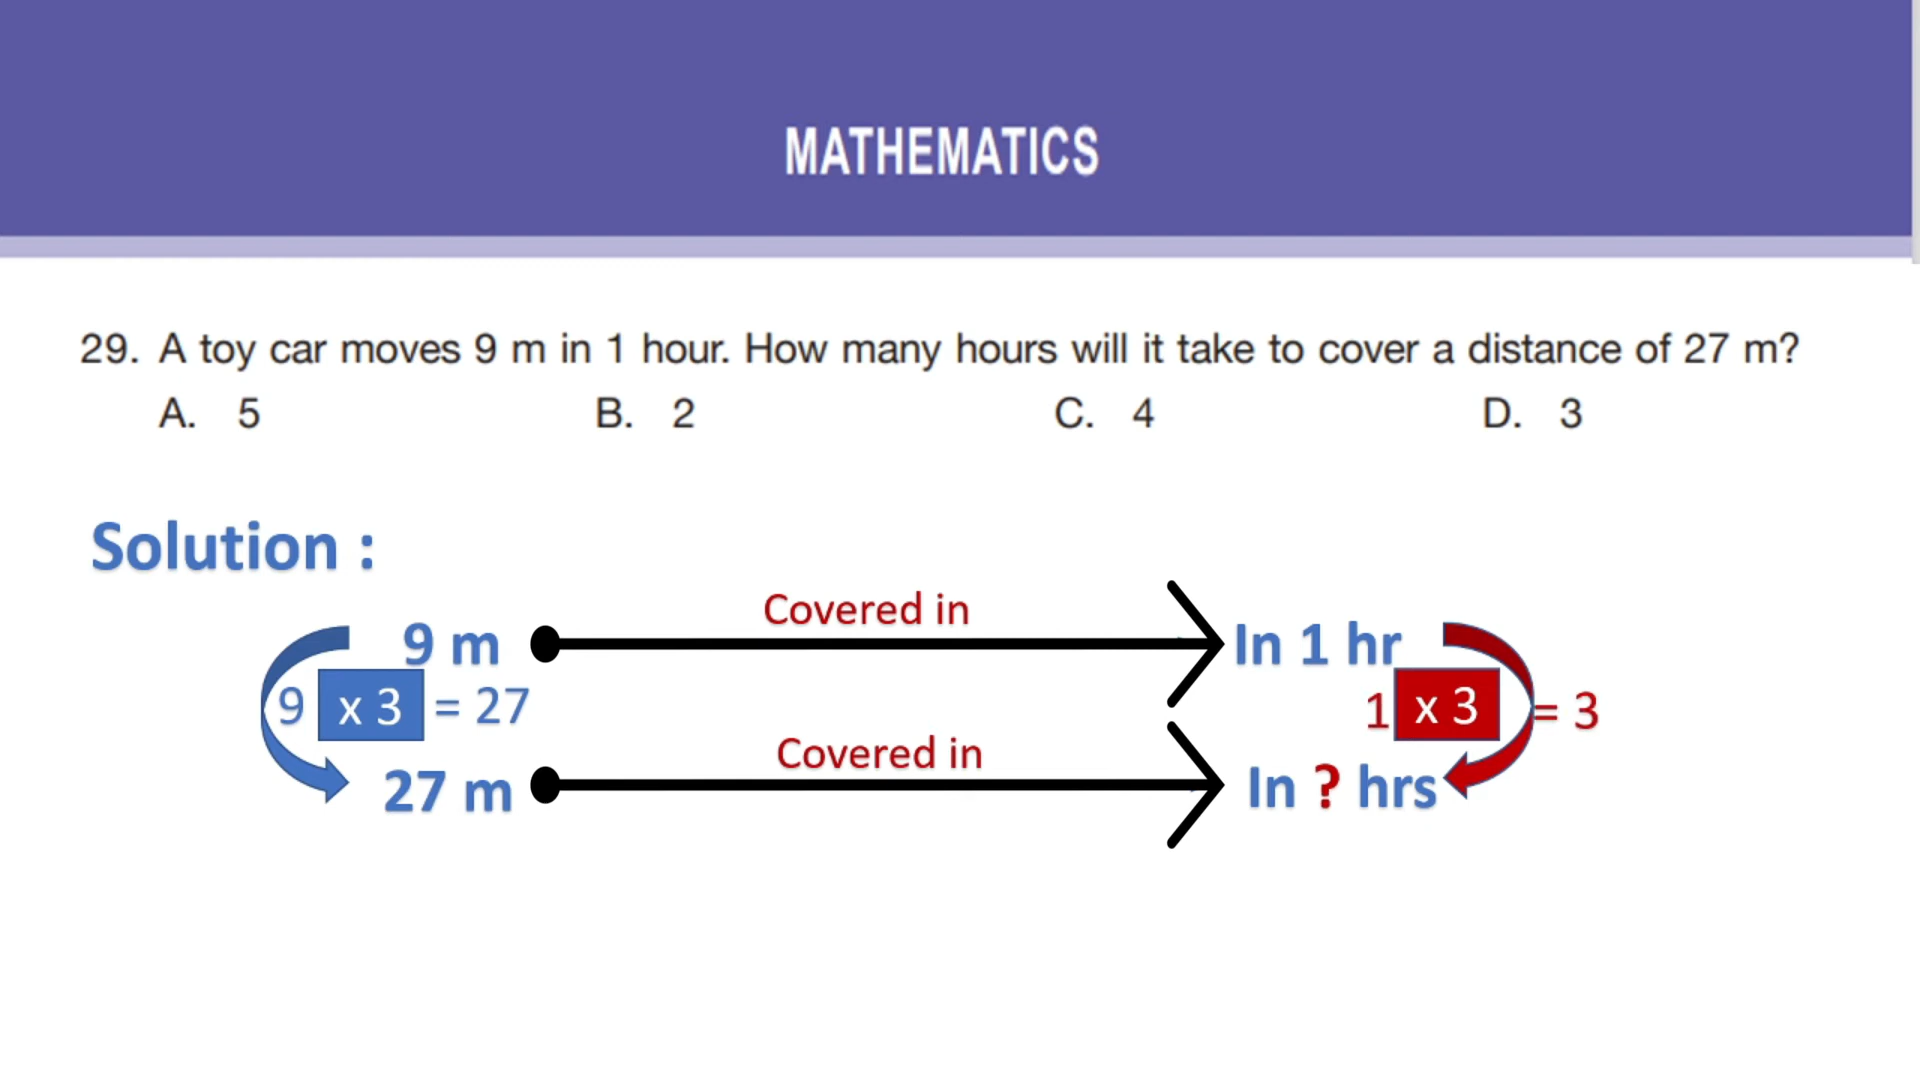 MATHEMATICS
29. A toy car moves 9 m in 1 hour. How many hours will it take to cover a distance of 27 m?
A. 5 B. 2 C. 4 D. 3
Solution :
9 m Covered in In 1 hr
9 x 3 = 27 1 x 3 = 3
27 m Covered in In ? hrs